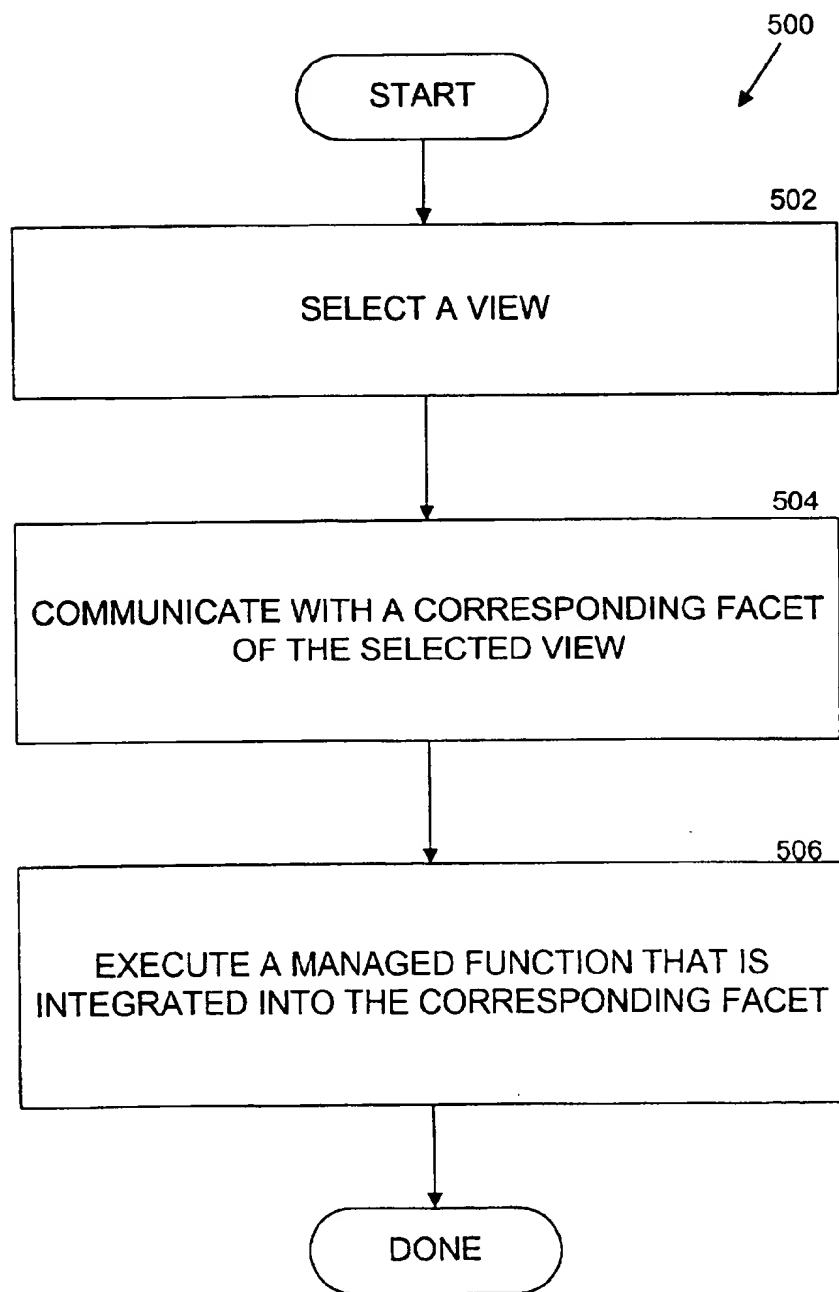 500
START
502
SELECT A VIEW
504
COMMUNICATE WITH A CORRESPONDING FACET
OF THE SELECTED VIEW
506
EXECUTE A MANAGED FUNCTION THAT IS
INTEGRATED INTO THE CORRESPONDING FACET
DONE